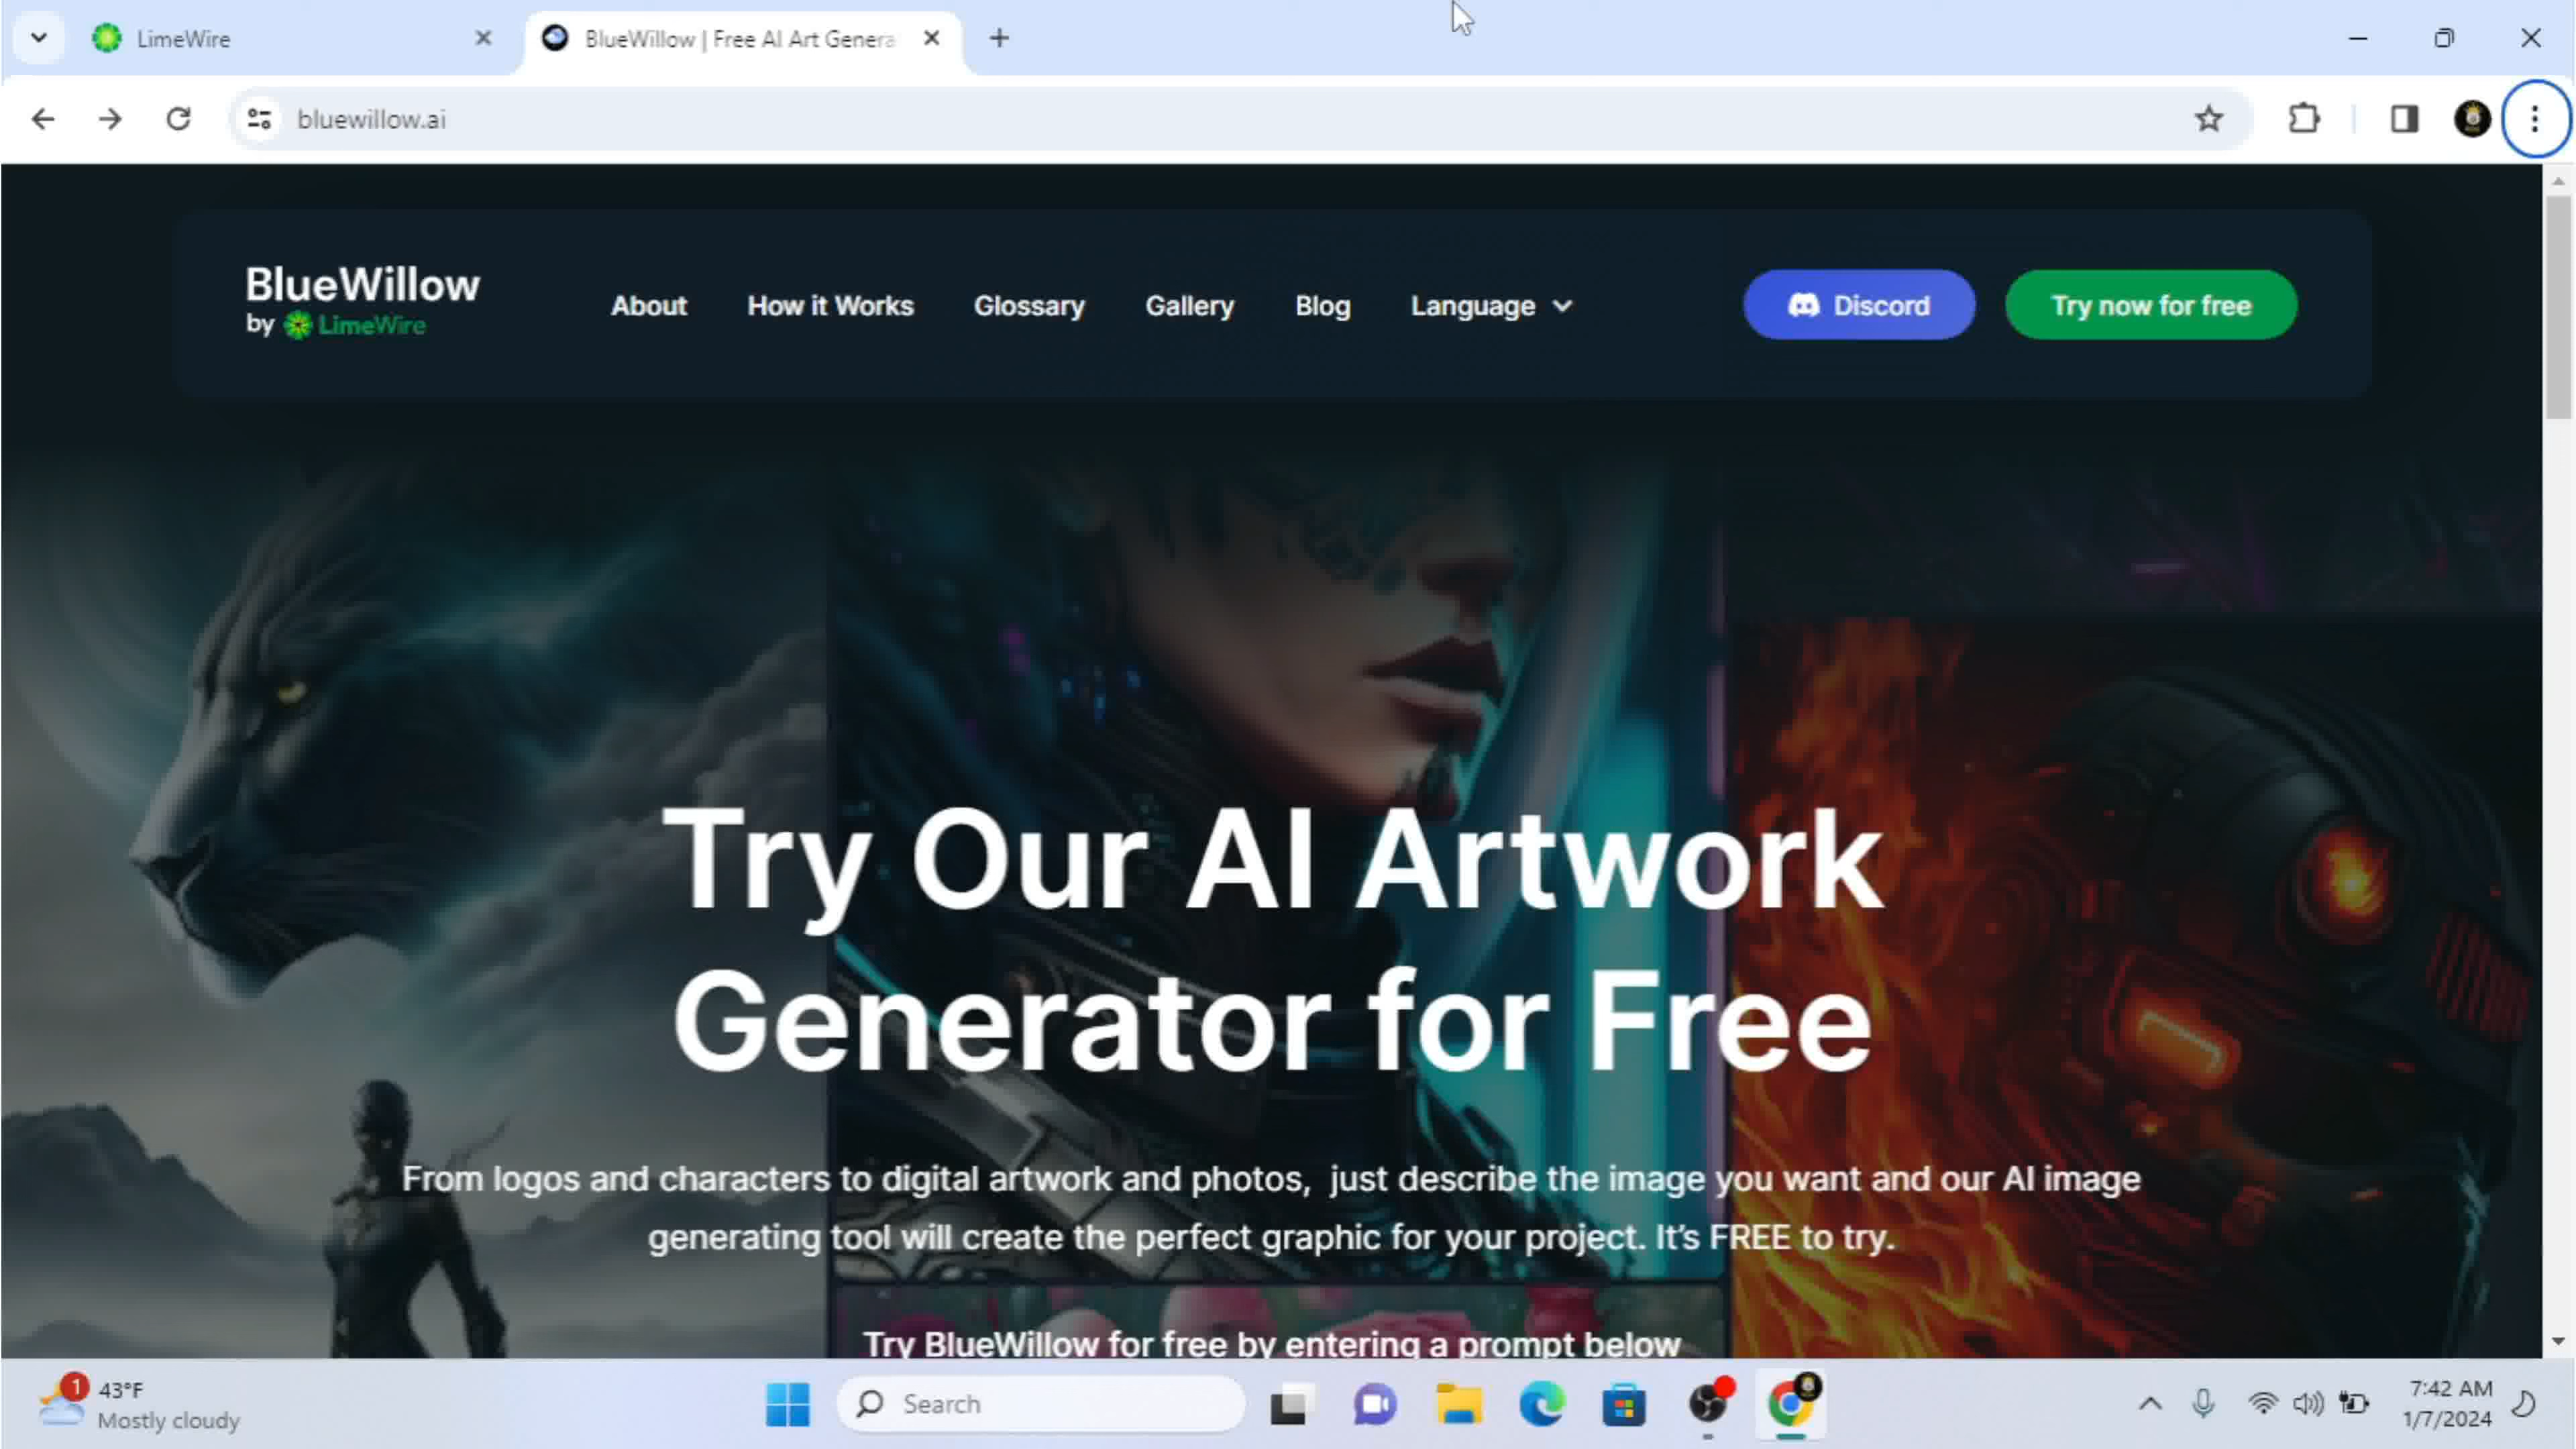 LimeWire
BlueWillow | Free AI Art Genera
bluewillow.ai
BlueWillow
by LimeWire
About
How it Works
Glossary
Gallery
Blog
Language
Discord
Try now for free
Try Our AI Artwork
Generator for Free
From logos and characters to digital artwork and photos, just describe the image you want and our AI image
generating tool will create the perfect graphic for your project. It's FREE to try.
Try BlueWillow for free by entering a prompt below
1
43°F
Mostly cloudy
Search
7:42 AM
1/7/2024